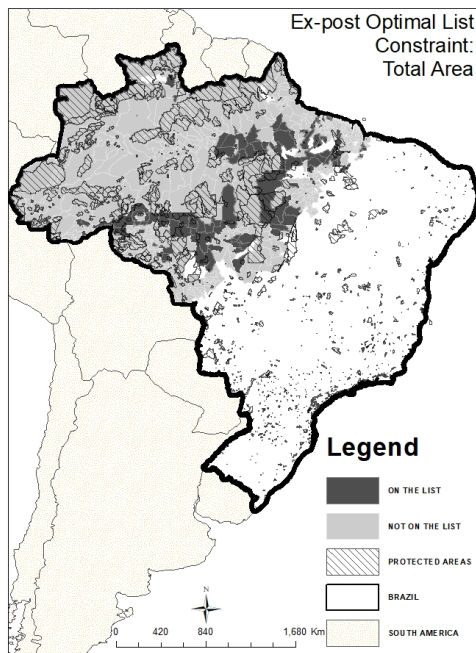 Ex-post Optimal List
Constraint:
Total Area
Legend
ON THE LIST
NOT ON THE LIST
PROTECTED AREAS
BRAZIL
SOUTH AMERICA
N
0 420 840 1,680 Km